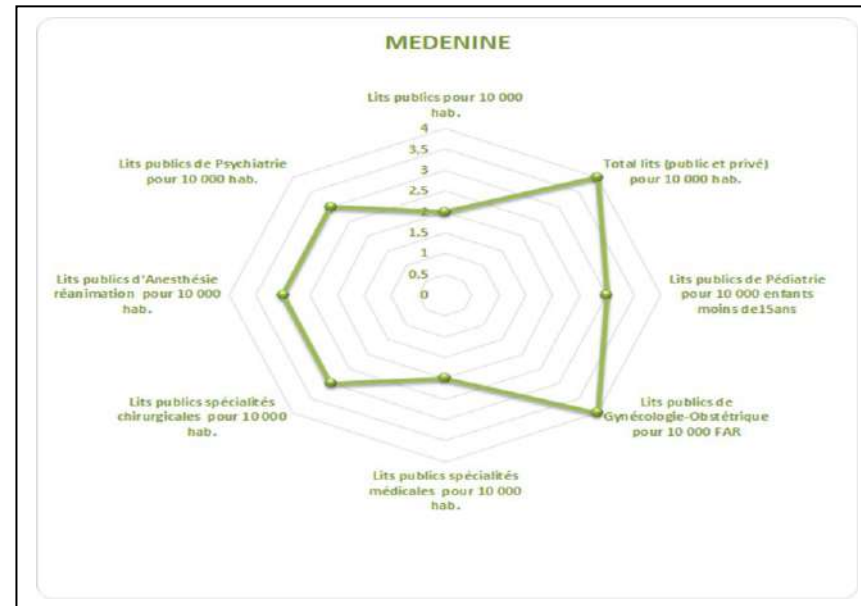 MEDENINE
Lits publics pour 10 000
hab.
4
3,5
3
2,5
2
1,5
1
0,5
0
Total lits (public et privé)
pour 10 000 hab.
Lits publics de Pédiatrie
pour 10 000 enfants
moins de15ans
Lits publics de
Gynécologie-Obstétrique
pour 10 000 FAR
Lits publics spécialités
médicales pour 10 000
hab.
Lits publics spécialités
chirurgicales pour 10 000
hab.
Lits publics d'Anesthésie
réanimation pour 10 000
hab.
Lits publics de Psychiatrie
pour 10 000 hab.